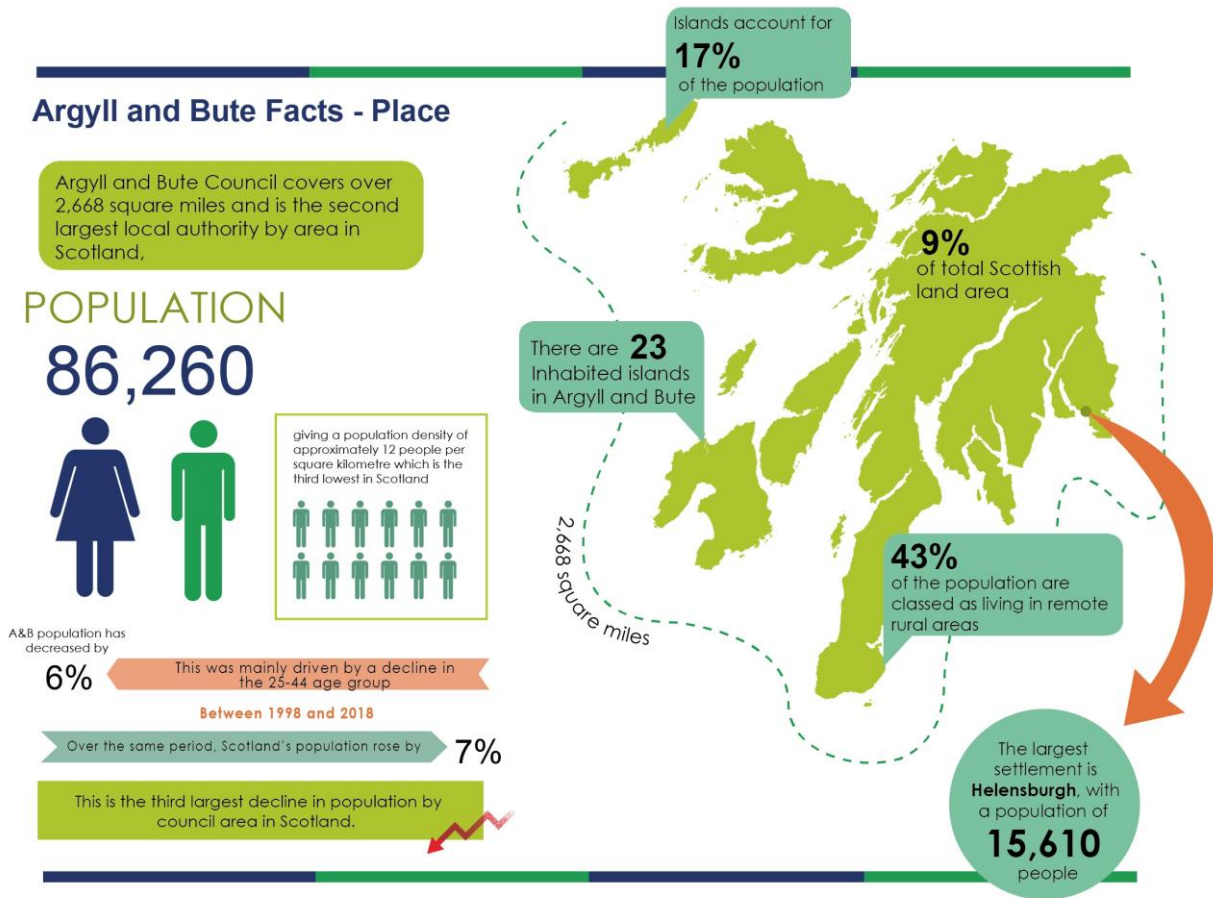 Argyll and Bute Facts - Place
Argyll and Bute Council covers over
2,668 square miles and is the second
largest local authority by area in
Scotland,
POPULATION
86,260
giving a population density of
approximately 12 people per
square kilometre which is the
third lowest in Scotland
A&B population has
decreased by
6%
This was mainly driven by a decline in
the 25-44 age group
Between 1998 and 2018
Over the same period, Scotland's population rose by
7%
This is the third largest decline in population by
council area in Scotland.
Islands account for
17%
of the population
9%
of total Scottish
land area
There are 23
Inhabited islands
in Argyll and Bute
2,668 square miles
43%
of the population are
classed as living in remote
rural areas
The largest
settlement is
Helensburgh, with
a population of
15,610
people